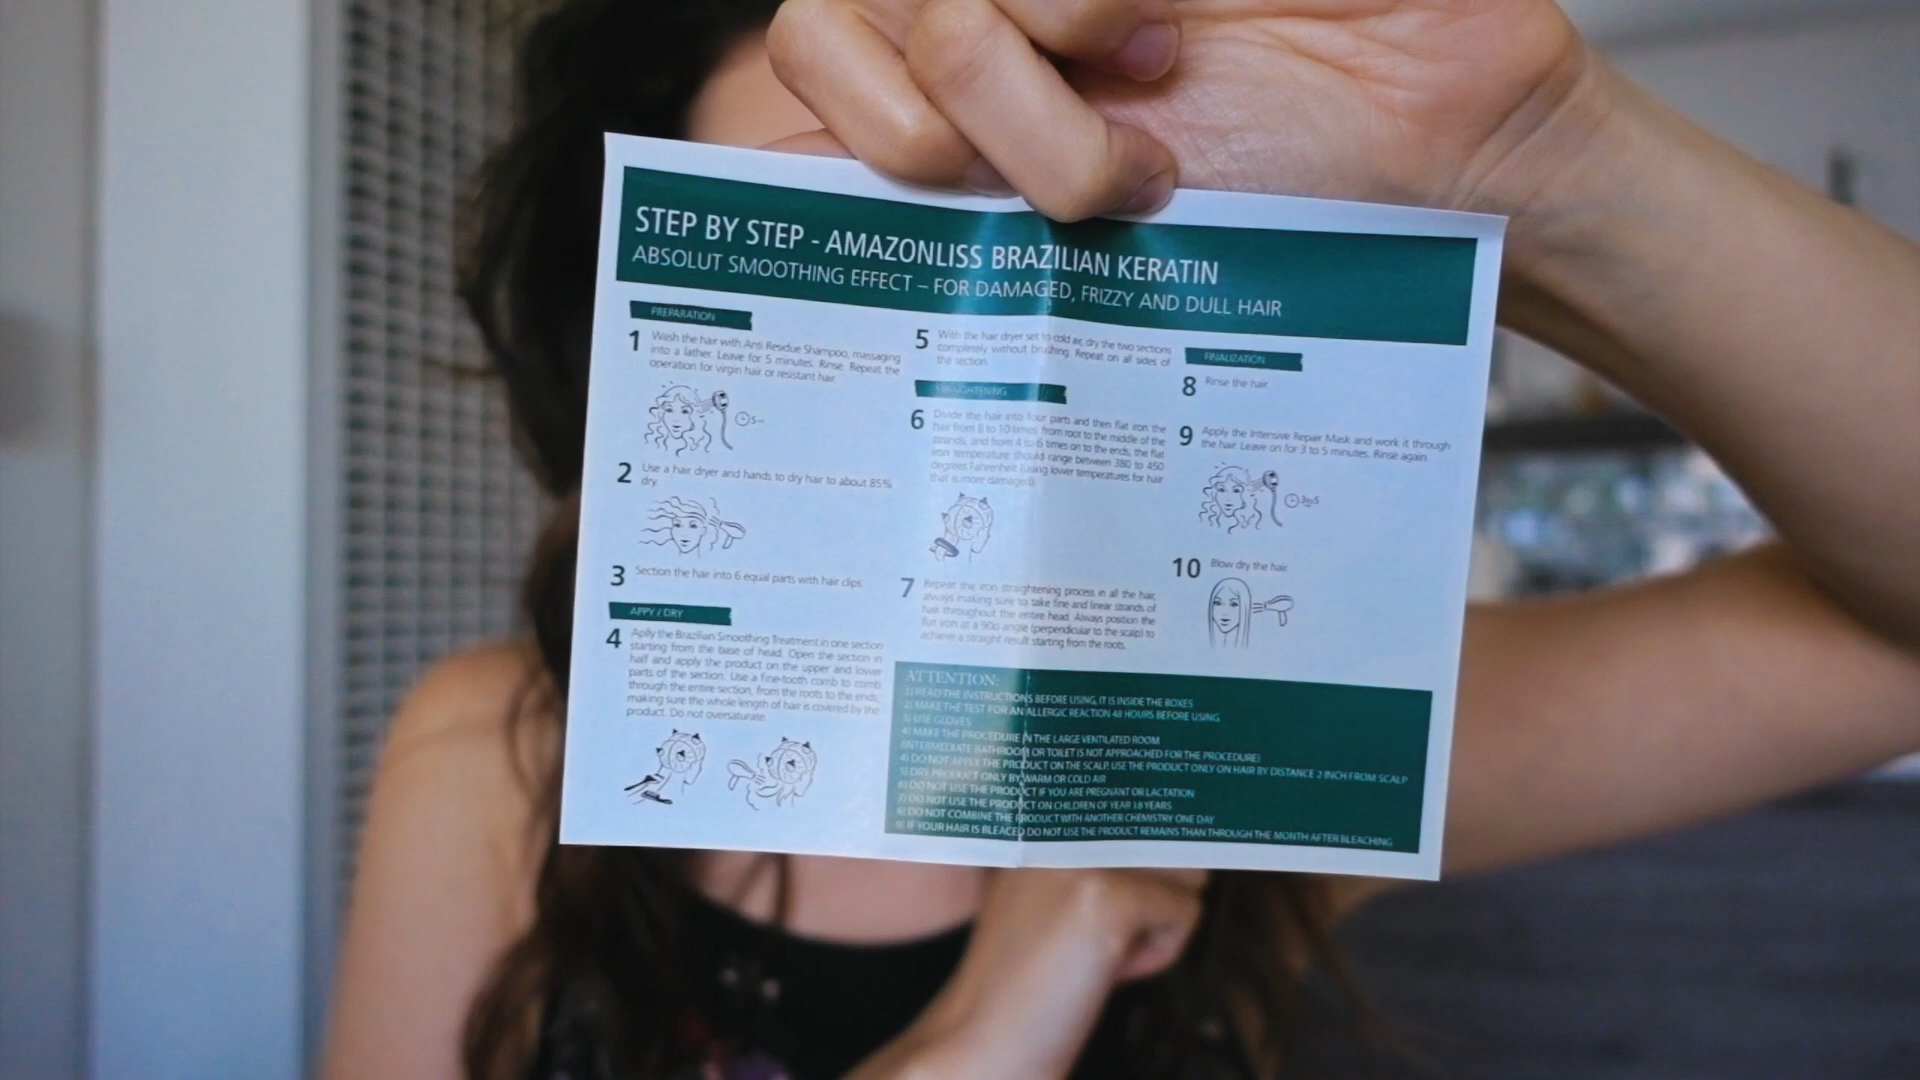 STEP BY STEP - AMAZONLISS BRAZILIAN KERATIN
ABSOLUT SMOOTHING EFFECT – FOR DAMAGED, FRIZZY AND DULL HAIR
PREPARATION
1 Wash the hair with Anti Residue Shampoo, massaging
into a lather. Leave for 5 minutes. Rinse. Repeat the
operation for virgin hair or resistant hair.
5
2 Use a hair dryer and hands to dry hair to about 85%
dry.
3 Section the hair into 6 equal parts with hair clips.
APPY / DRY
4 Aplly the Brazilian Smoothing Treatment in one section
starting from the base of head. Open the section in
half and apply the product on the upper and lower
parts of the section. Use a fine-tooth comb to comb
through the entire section, from the roots to the ends,
making sure the whole length of hair is covered by the
product. Do not oversaturate.
5 With the hair dryer set to cold air, dry the two sections
completely without brushing. Repeat on all sides of
the section.
STRAIGHTENING
6 Divide the hair into four parts and then flat iron the
hair from 8 to 10 times, from root to the middle of the
strands, and from 4 to 6 times on to the ends, the flat
iron temperature should range between 380 to 450
degrees Fahrenheit (using lower temperatures for hair
that is more damaged).
7 Repeat the iron straightening process in all the hair,
always making sure to take fine and linear strands of
hair throughout the entire head. Always position the
flat iron at a 90o angle (perpendicular to the scalp) to
achieve a straight result starting from the roots.
FINALIZATION
8 Rinse the hair.
9 Apply the Intensive Repair Mask and work it through
the hair. Leave on for 3 to 5 minutes. Rinse again.
3to5
10 Blow dry the hair.
ATTENTION:
1) READ THE INSTRUCTIONS BEFORE USING, IT IS INSIDE THE BOXES
2) MAKE THE TEST FOR AN ALLERGIC REACTION 48 HOURS BEFORE USING
3) USE GLOVES
4) MAKE THE PROCEDURE IN THE LARGE VENTILATED ROOM
(INTERMEDIATE BATHROOM OR TOILET IS NOT APPROACHED FOR THE PROCEDURE)
4) DO NOT APPLY THE PRODUCT ON THE SCALP, USE THE PRODUCT ONLY ON HAIR BY DISTANCE 2 INCH FROM SCALP
5) DRY PRODUCT ONLY BY WARM OR COLD AIR
6) DO NOT USE THE PRODUCT IF YOU ARE PREGNANT OR LACTATION
7) DO NOT USE THE PRODUCT ON CHILDREN OF YEAR 18 YEARS
8) DO NOT COMBINE THE PRODUCT WITH ANOTHER CHEMISTRY ONE DAY
9) IF YOUR HAIR IS BLEACED DO NOT USE THE PRODUCT REMAINS THAN THROUGH THE MONTH AFTER BLEACHING